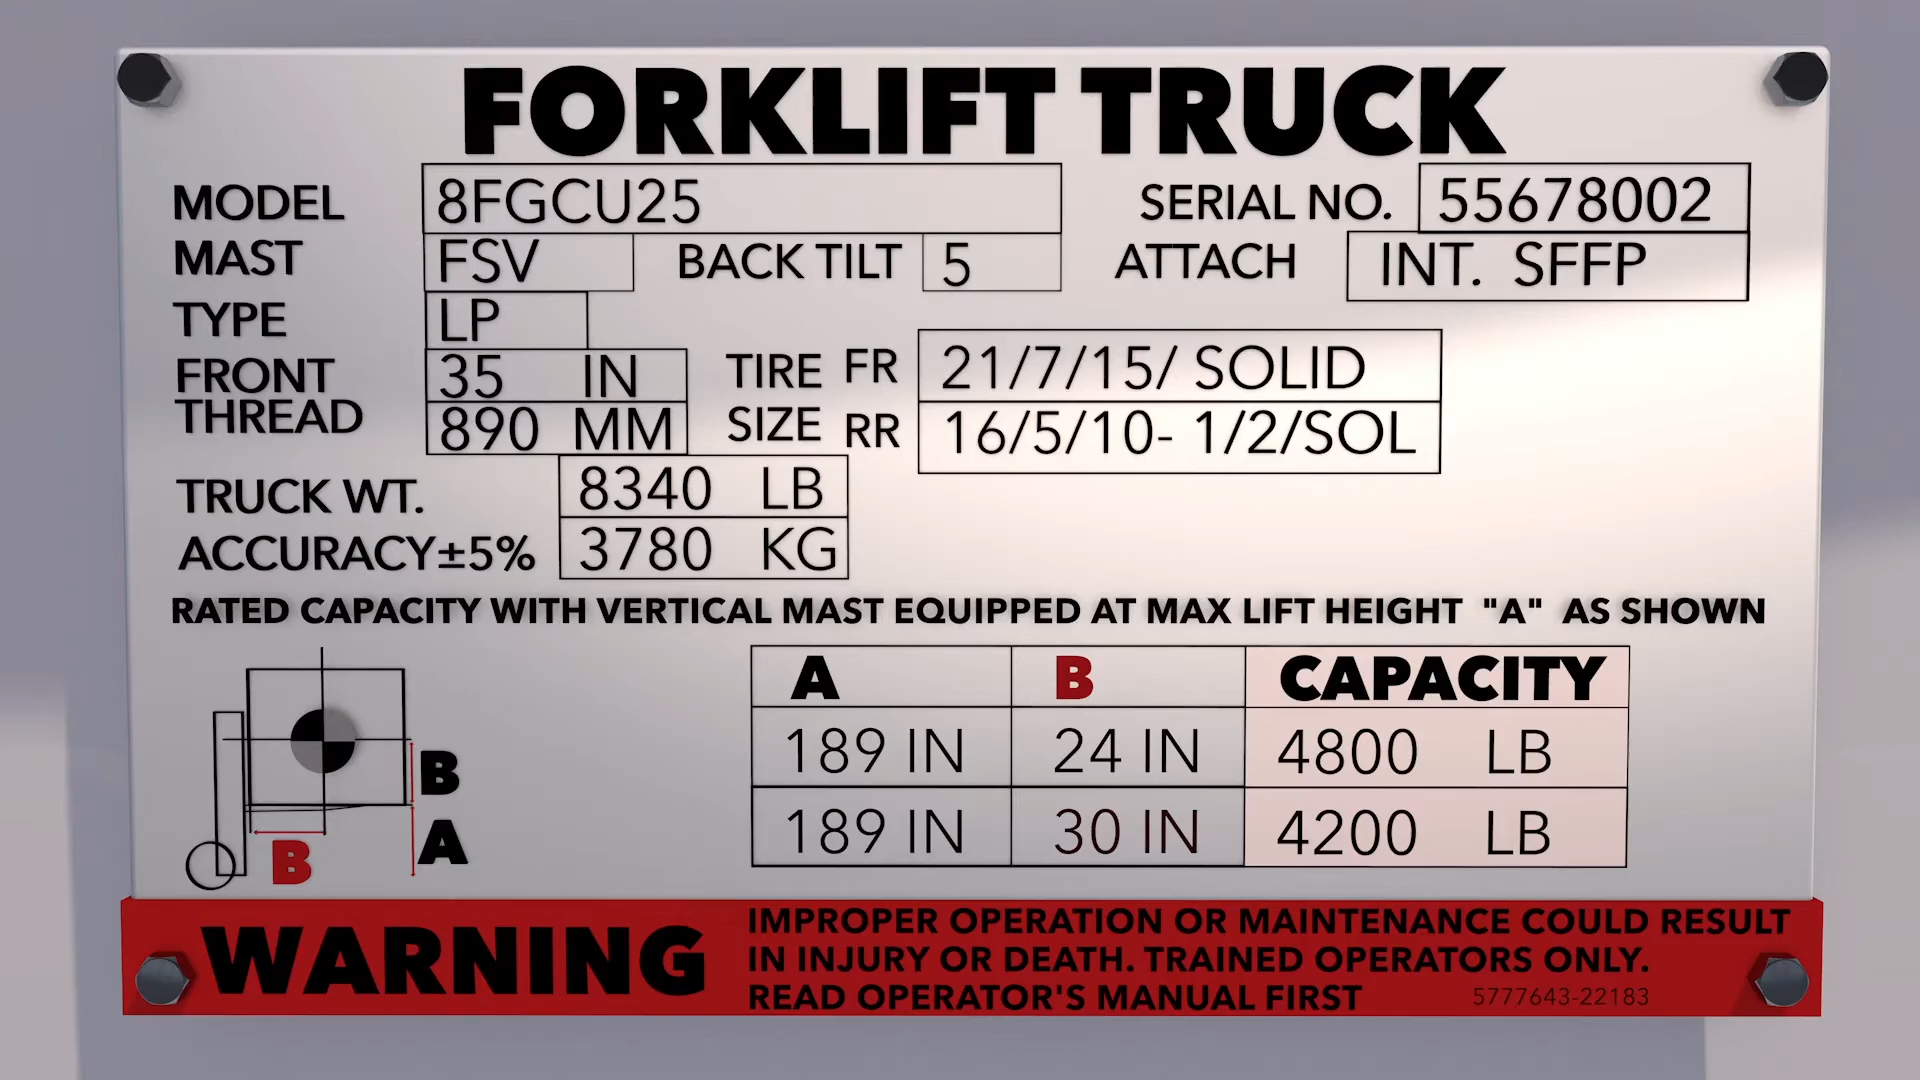 FORKLIFT TRUCK
MODEL 8FGCU25 SERIAL NO. 55678002
MAST FSV BACK TILT 5 ATTACH INT. SFFP
TYPE LP
FRONT THREAD 35 IN TIRE SIZE FR 21/7/15/ SOLID
890 MM RR 16/5/10- 1/2/SOL
TRUCK WT. 8340 LB
ACCURACY±5% 3780 KG
RATED CAPACITY WITH VERTICAL MAST EQUIPPED AT MAX LIFT HEIGHT "A" AS SHOWN
A B CAPACITY
189 IN 24 IN 4800 LB
189 IN 30 IN 4200 LB
B
A
B
WARNING
IMPROPER OPERATION OR MAINTENANCE COULD RESULT
IN INJURY OR DEATH. TRAINED OPERATORS ONLY.
READ OPERATOR'S MANUAL FIRST 5777643-22183